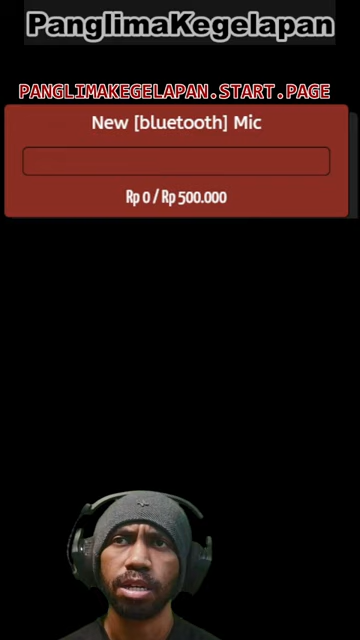 PanglimaKegelapan
PANGLIMAKEGELAPAN.START.PAGE
New [bluetooth] Mic
Rp 0 / Rp 500.000